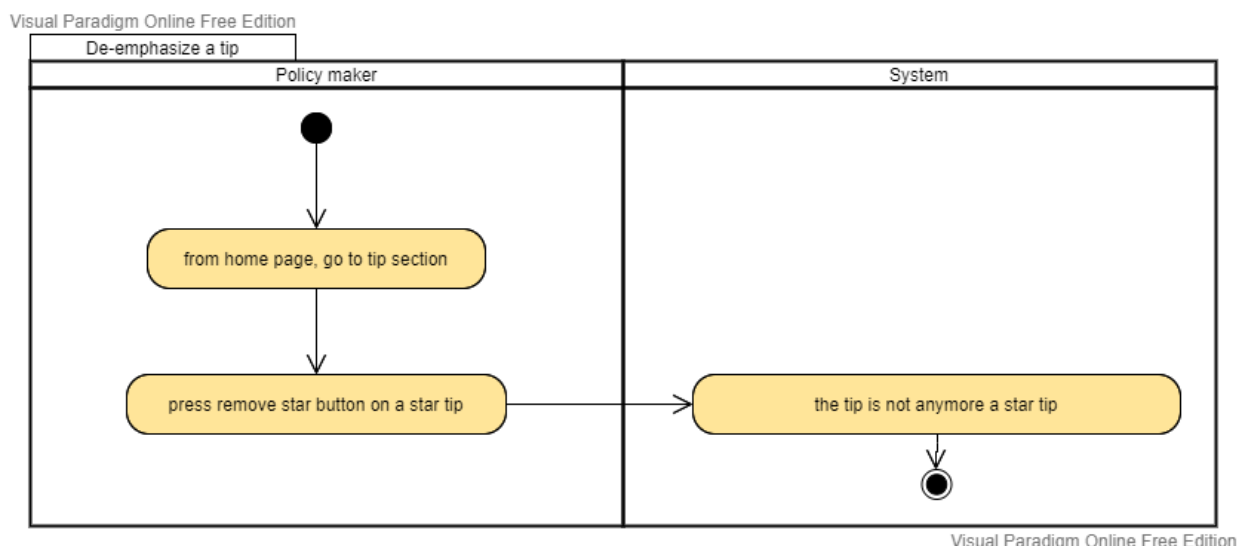 Visual Paradigm Online Free Edition
De-emphasize a tip
Policy maker
System
from home page, go to tip section
press remove star button on a star tip
the tip is not anymore a star tip
Visual Paradigm Online Free Edition